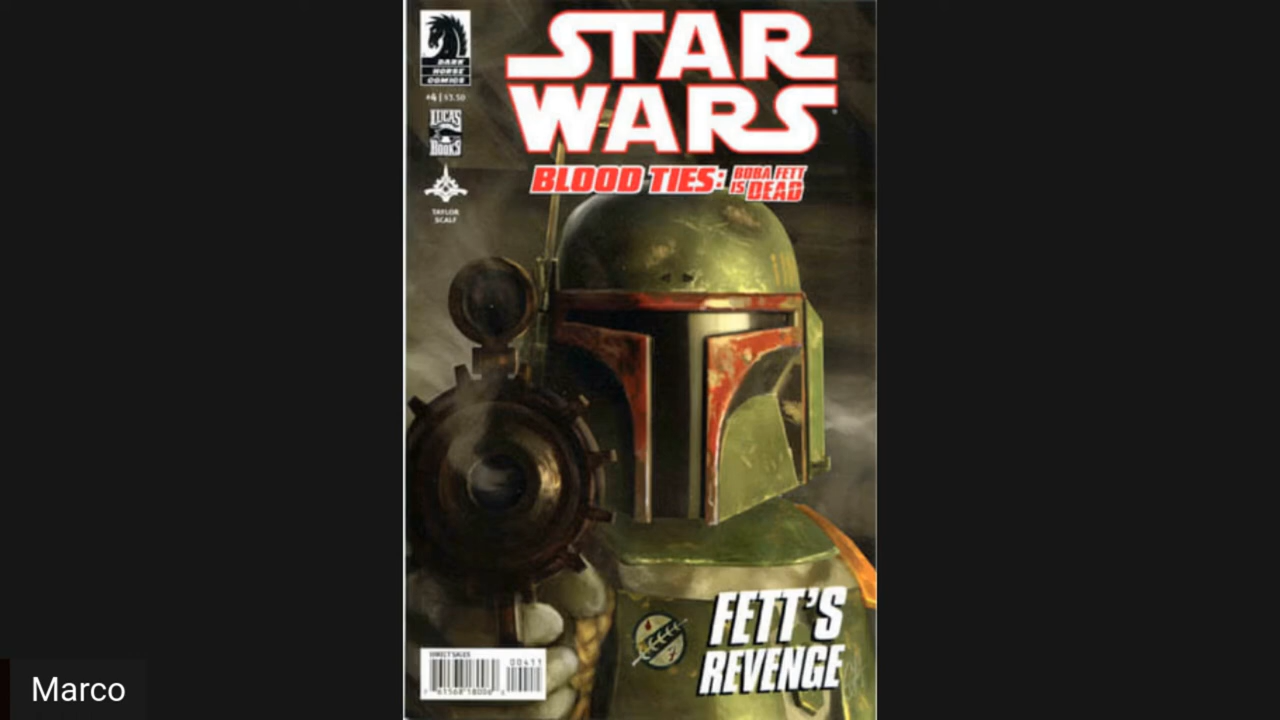 STAR
WARS
BLOOD TIES: BOBA FETT
IS DEAD
DARK
HORSE
COMICS
#4 | $3.50
LUCAS
BOOKS
TAYLOR
SCALF
FETT'S
REVENGE
DIRECT SALES
00411
Marco